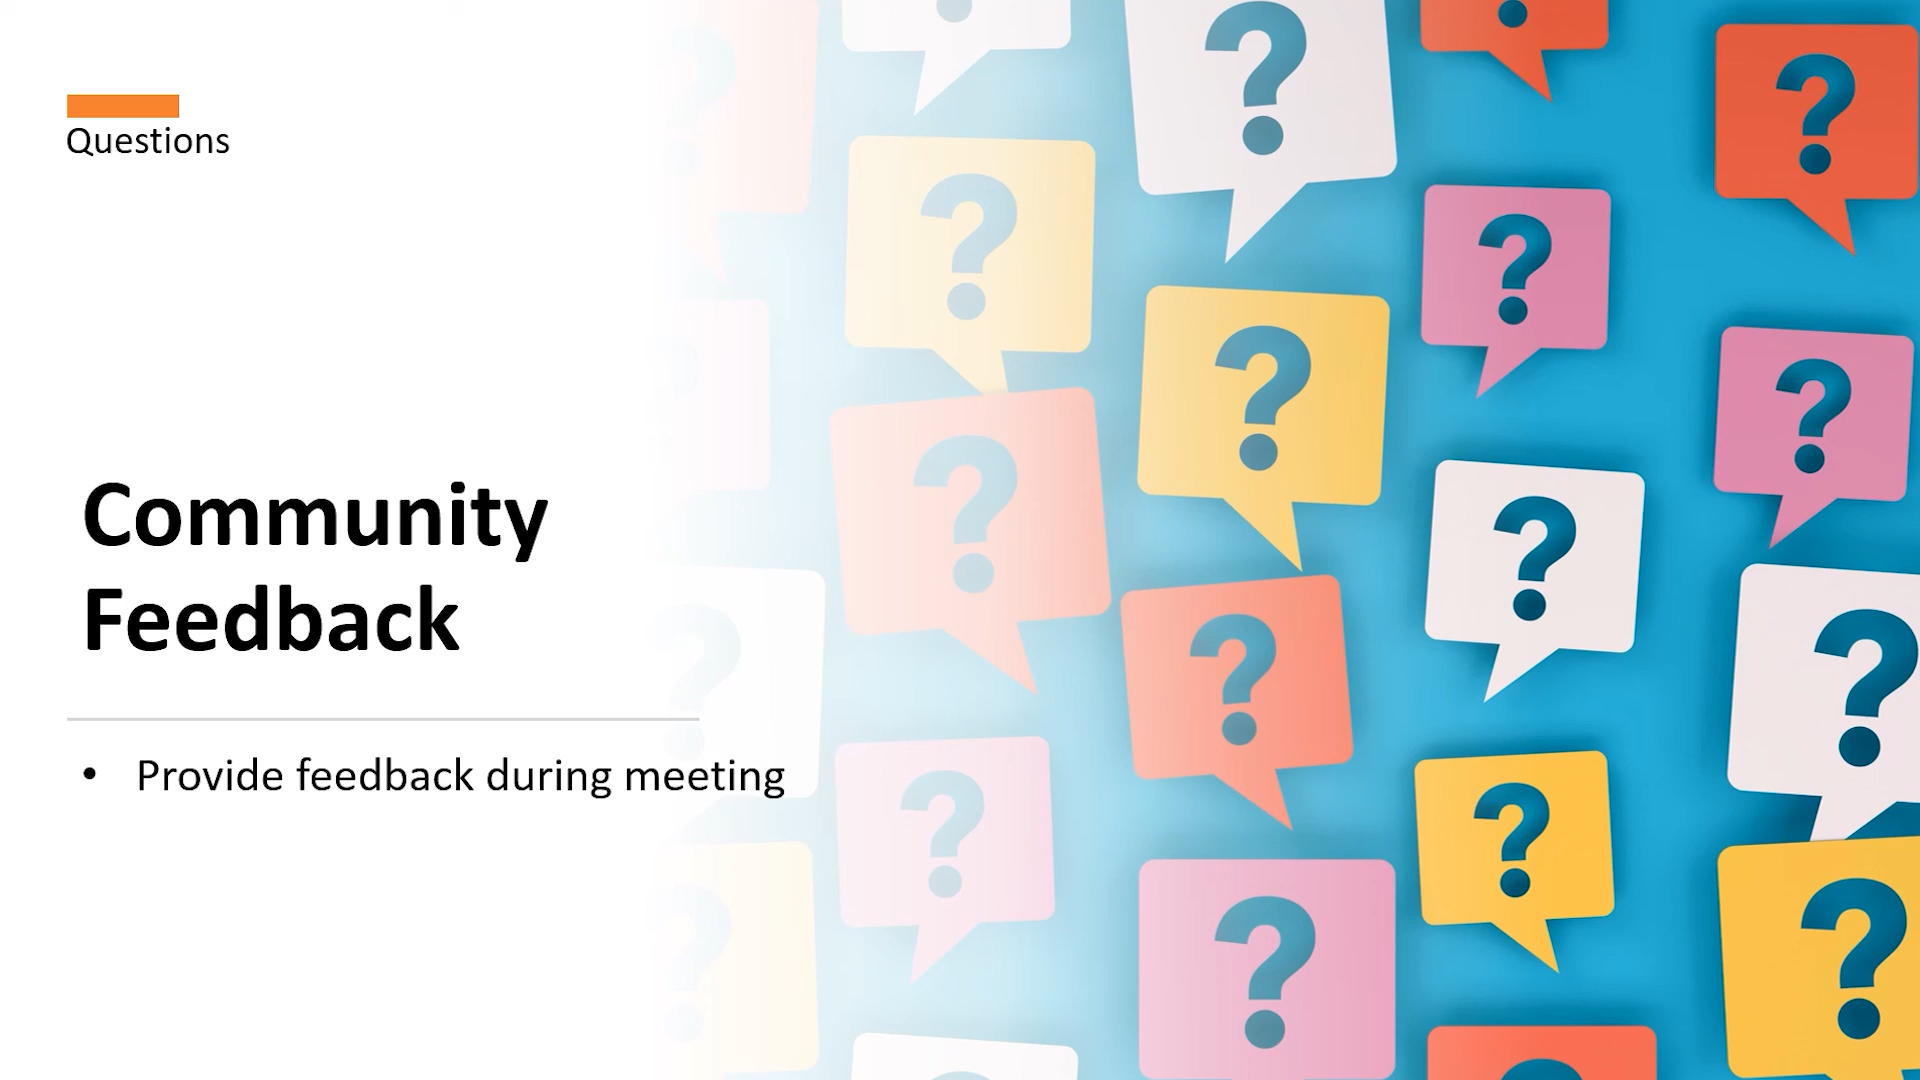 Questions
Community
Feedback
• Provide feedback during meeting